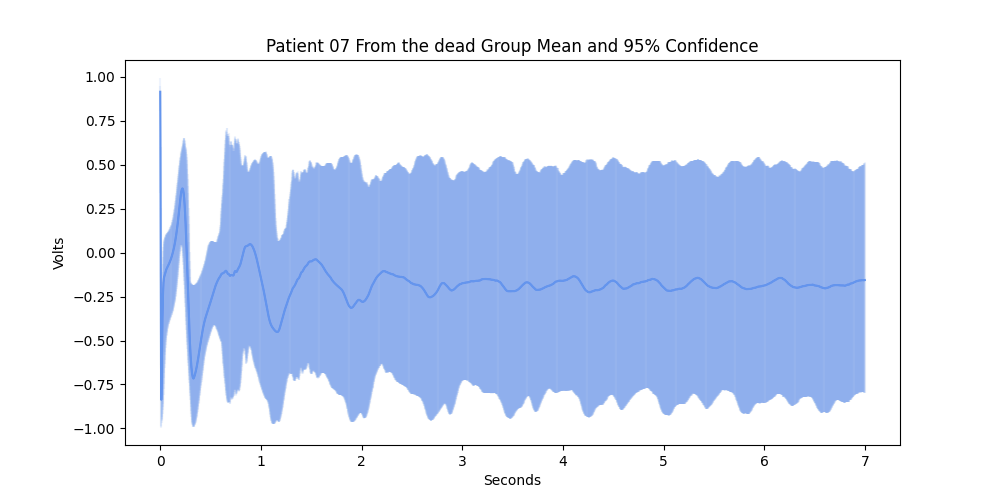 Patient 07 From the dead Group Mean and 95% Confidence
1.00
0.75
0.50
0.25
0.00
−0.25
−0.50
−0.75
−1.00
Volts
0 1 2 3 4 5 6 7
Seconds